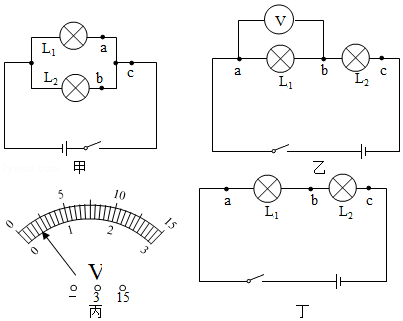 L1 a
L2 b c
甲
V
a b c
L1 L2
乙
0 5 10 15
0 1 2 3
V
- 3 15
丙
a b c
L1 L2
丁